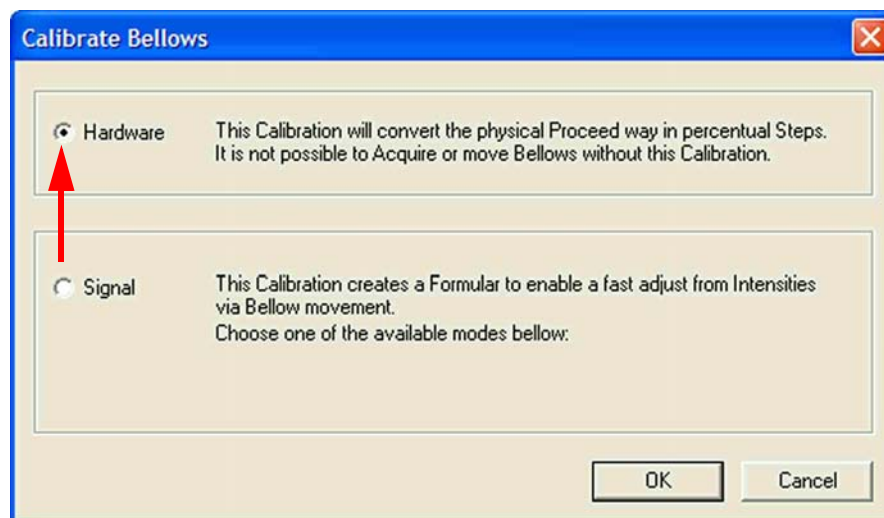 Calibrate Bellows
Hardware
This Calibration will convert the physical Proceed way in percentual Steps.
It is not possible to Acquire or move Bellows without this Calibration.
Signal
This Calibration creates a Formular to enable a fast adjust from Intensities
via Bellow movement.
Choose one of the available modes bellow:
OK
Cancel